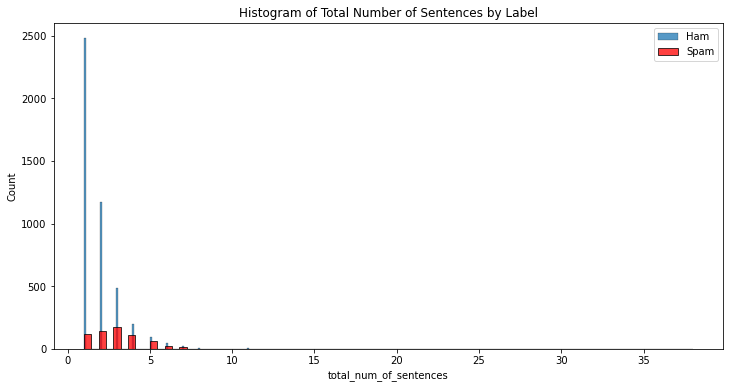 Histogram of Total Number of Sentences by Label
Ham
Spam
2500
2000
1500
1000
500
0
Count
0 5 10 15 20 25 30 35
total_num_of_sentences